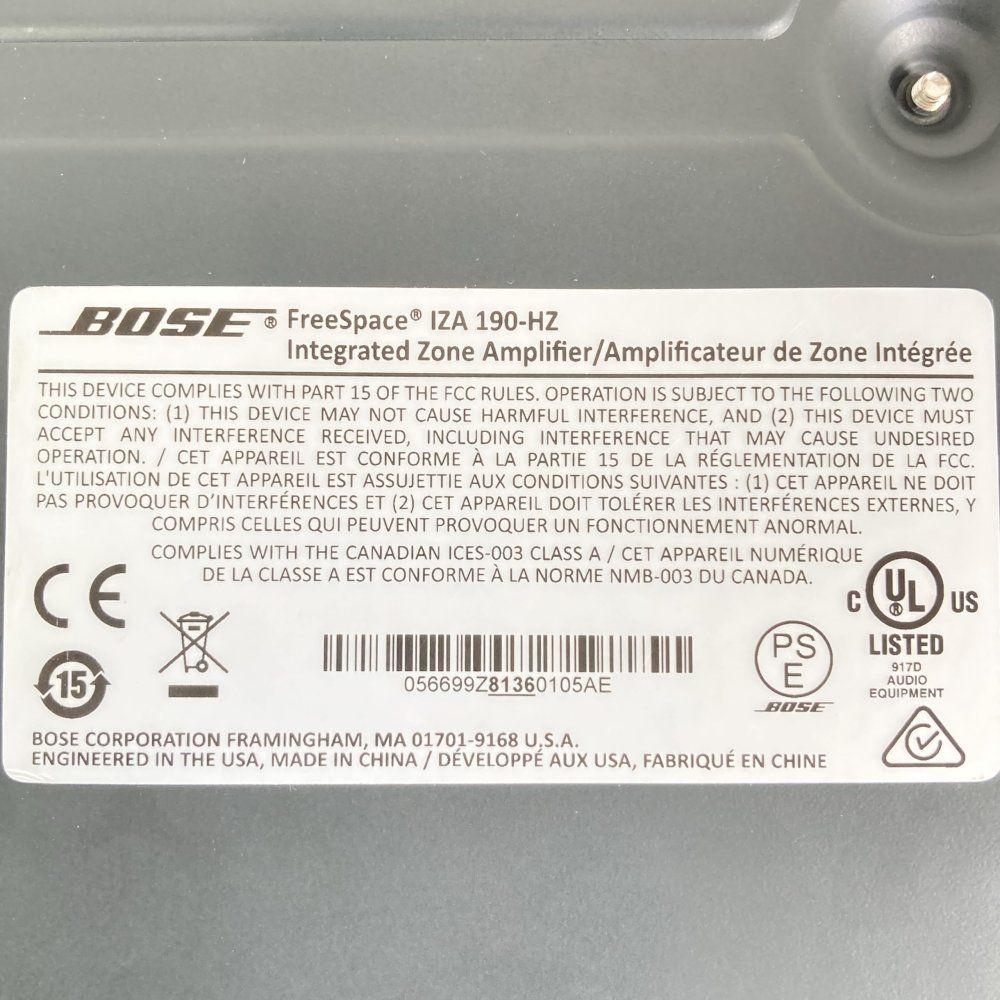 BOSE® FreeSpace® IZA 190-HZ
Integrated Zone Amplifier/Amplificateur de Zone Intégrée
THIS DEVICE COMPLIES WITH PART 15 OF THE FCC RULES. OPERATION IS SUBJECT TO THE FOLLOWING TWO
CONDITIONS: (1) THIS DEVICE MAY NOT CAUSE HARMFUL INTERFERENCE, AND (2) THIS DEVICE MUST
ACCEPT ANY INTERFERENCE RECEIVED, INCLUDING INTERFERENCE THAT MAY CAUSE UNDESIRED
OPERATION. / CET APPAREIL EST CONFORME À LA PARTIE 15 DE LA RÉGLEMENTATION DE LA FCC.
L'UTILISATION DE CET APPAREIL EST ASSUJETTIE AUX CONDITIONS SUIVANTES : (1) CET APPAREIL NE DOIT
PAS PROVOQUER D'INTERFÉRENCES ET (2) CET APPAREIL DOIT TOLÉRER LES INTERFÉRENCES EXTERNES, Y
COMPRIS CELLES QUI PEUVENT PROVOQUER UN FONCTIONNEMENT ANORMAL.
COMPLIES WITH THE CANADIAN ICES-003 CLASS A / CET APPAREIL NUMÉRIQUE
DE LA CLASSE A EST CONFORME À LA NORME NMB-003 DU CANADA.
CE
15
056699Z81360105AE
PS
E
BOSE
C UL® US
LISTED
917D
AUDIO
EQUIPMENT
BOSE CORPORATION FRAMINGHAM, MA 01701-9168 U.S.A.
ENGINEERED IN THE USA, MADE IN CHINA / DÉVELOPPÉ AUX USA, FABRIQUÉ EN CHINE